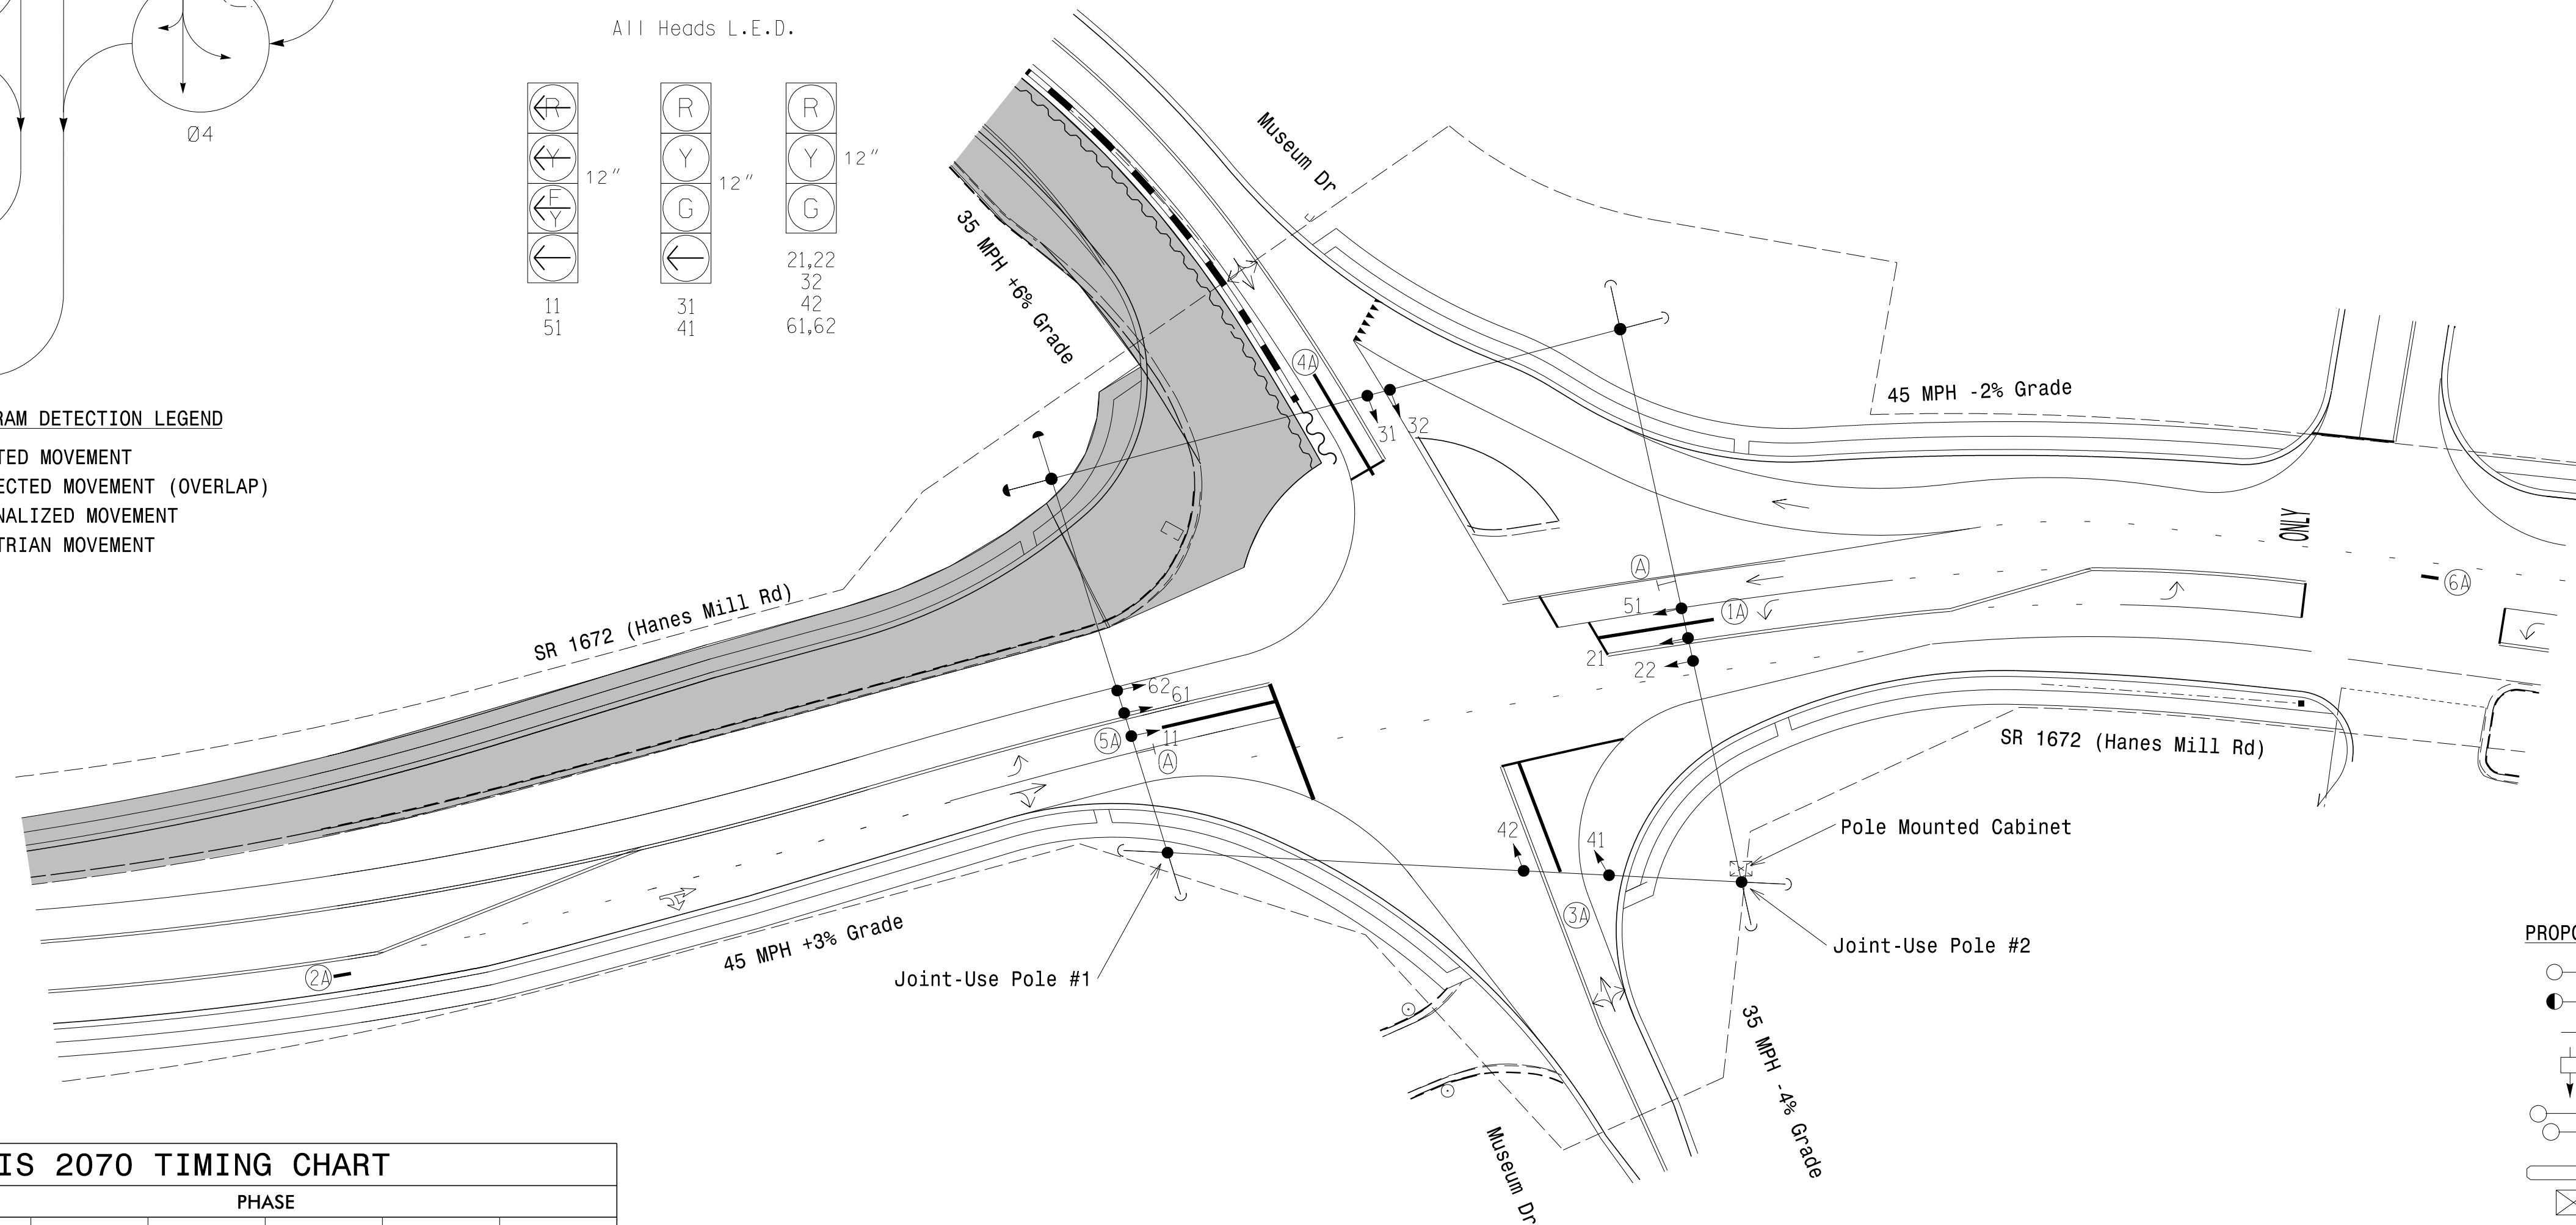 All Heads L.E.D.
Ø4
R
Y
F
Y
12"
11
51
R
Y
G
12"
31
41
R
Y
G
12"
21,22
32
42
61,62
RAM DETECTION LEGEND
TED MOVEMENT
ECTED MOVEMENT (OVERLAP)
NALIZED MOVEMENT
TRIAN MOVEMENT
Museum Dr
35 MPH +6% Grade
45 MPH -2% Grade
4A
31
32
ONLY
A
6A
51
1A
21
22
SR 1672 (Hanes Mill Rd)
62
61
5A
11
A
SR 1672 (Hanes Mill Rd)
Pole Mounted Cabinet
42
41
3A
Joint-Use Pole #2
45 MPH +3% Grade
2A
Joint-Use Pole #1
35 MPH -4% Grade
Museum Dr
PROPO
IS 2070 TIMING CHART
PHASE